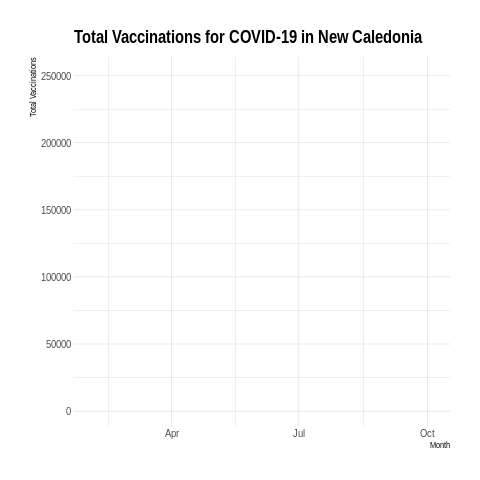 Total Vaccinations for COVID-19 in New Caledonia
Total Vaccinations
250000
200000
150000
100000
50000
0
Apr Jul Oct
Month